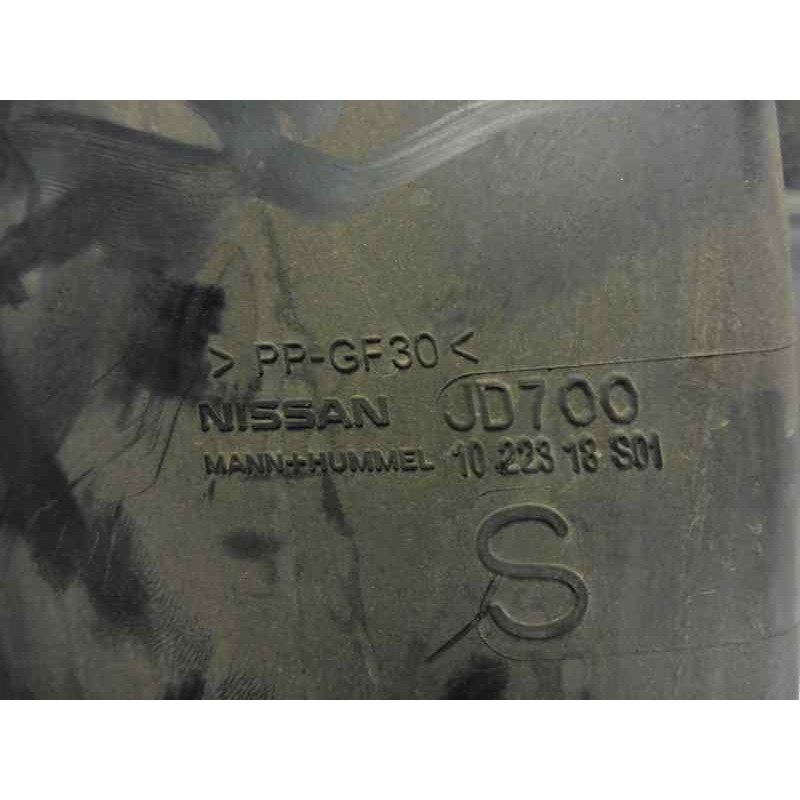 > PP-GF30 <
NISSAN JD700
MANN+HUMMEL 10 223 18 S01
S